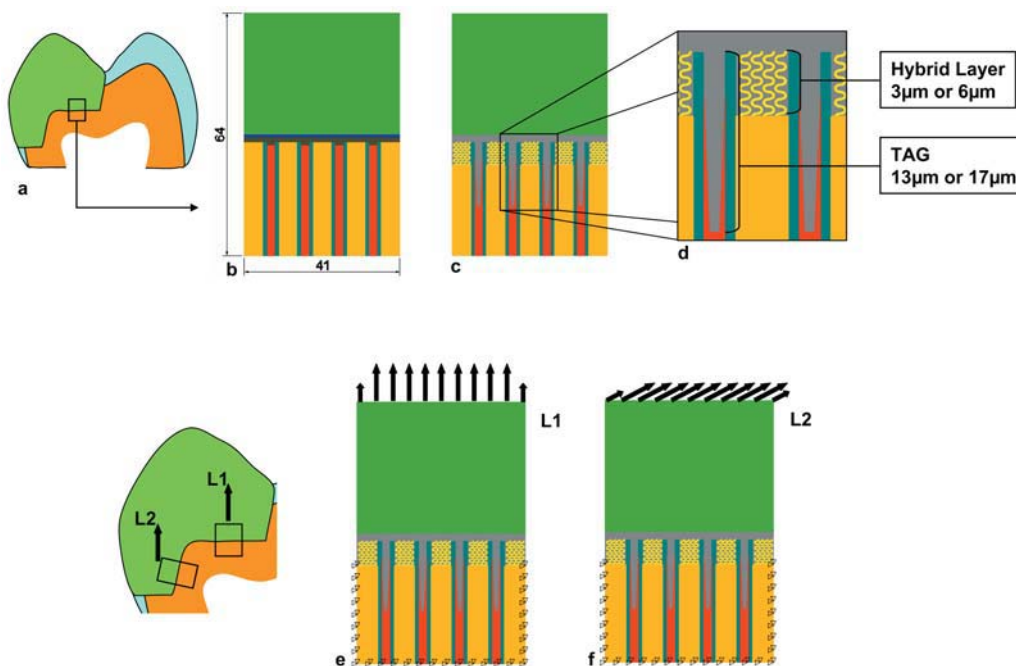 a
64
b
41
c
d
Hybrid Layer
3µm or 6µm
TAG
13µm or 17µm
L1
L2
L1
L2
e
f